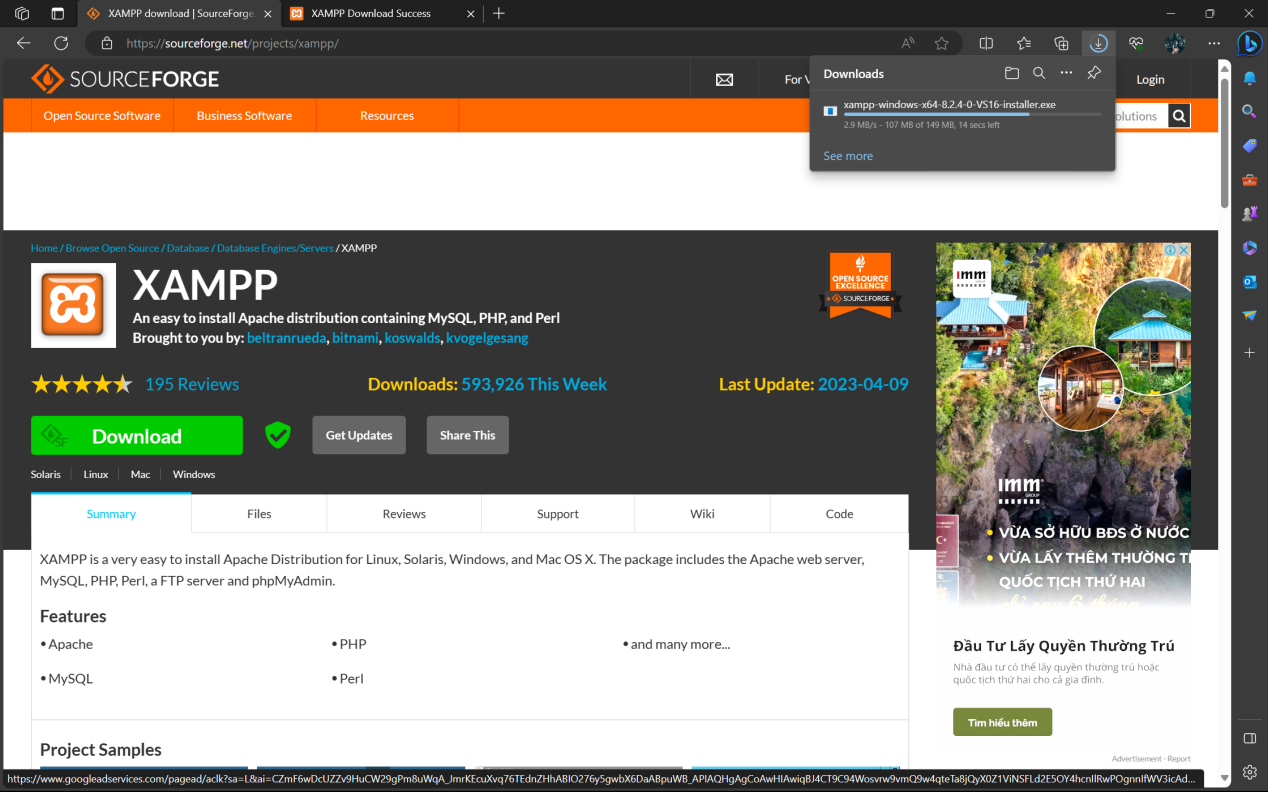 XAMPP download | SourceForge.
XAMPP Download Success
https://sourceforge.net/projects/xampp/
SOURCEFORGE
For V
Login
Downloads
xampp-windows-x64-8.2.4-0-VS16-installer.exe
2.9 MB/s - 107 MB of 149 MB, 14 secs left
See more
Open Source Software
Business Software
Resources
olutions
Home / Browse Open Source / Database / Database Engines/Servers / XAMPP
XAMPP
An easy to install Apache distribution containing MySQL, PHP, and Perl
Brought to you by: beltranrueda, bitnami, koswalds, kvogelgesang
OPEN SOURCE
EXCELLENCE
SOURCEFORGE
195 Reviews
Downloads: 593,926 This Week
Last Update: 2023-04-09
SF
Download
Get Updates
Share This
Solaris
Linux
Mac
Windows
Summary
Files
Reviews
Support
Wiki
Code
XAMPP is a very easy to install Apache Distribution for Linux, Solaris, Windows, and Mac OS X. The package includes the Apache web server,
MySQL, PHP, Perl, a FTP server and phpMyAdmin.
Features
• Apache
• PHP
• and many more...
• MySQL
• Perl
Project Samples
imm
GROUP
imm
GROUP
• VỪA SỞ HỮU BĐS Ở NƯỚC
• VỪA LẤY THÊM THƯỜNG T
QUỐC TỊCH THỨ HAI
chỉ sau 6 tháng
Đầu Tư Lấy Quyền Thường Trú
Nhà đầu tư có thể lấy quyền thường trú hoặc
quốc tịch thứ hai cho cả gia đình.
Tìm hiểu thêm
Advertisement - Report